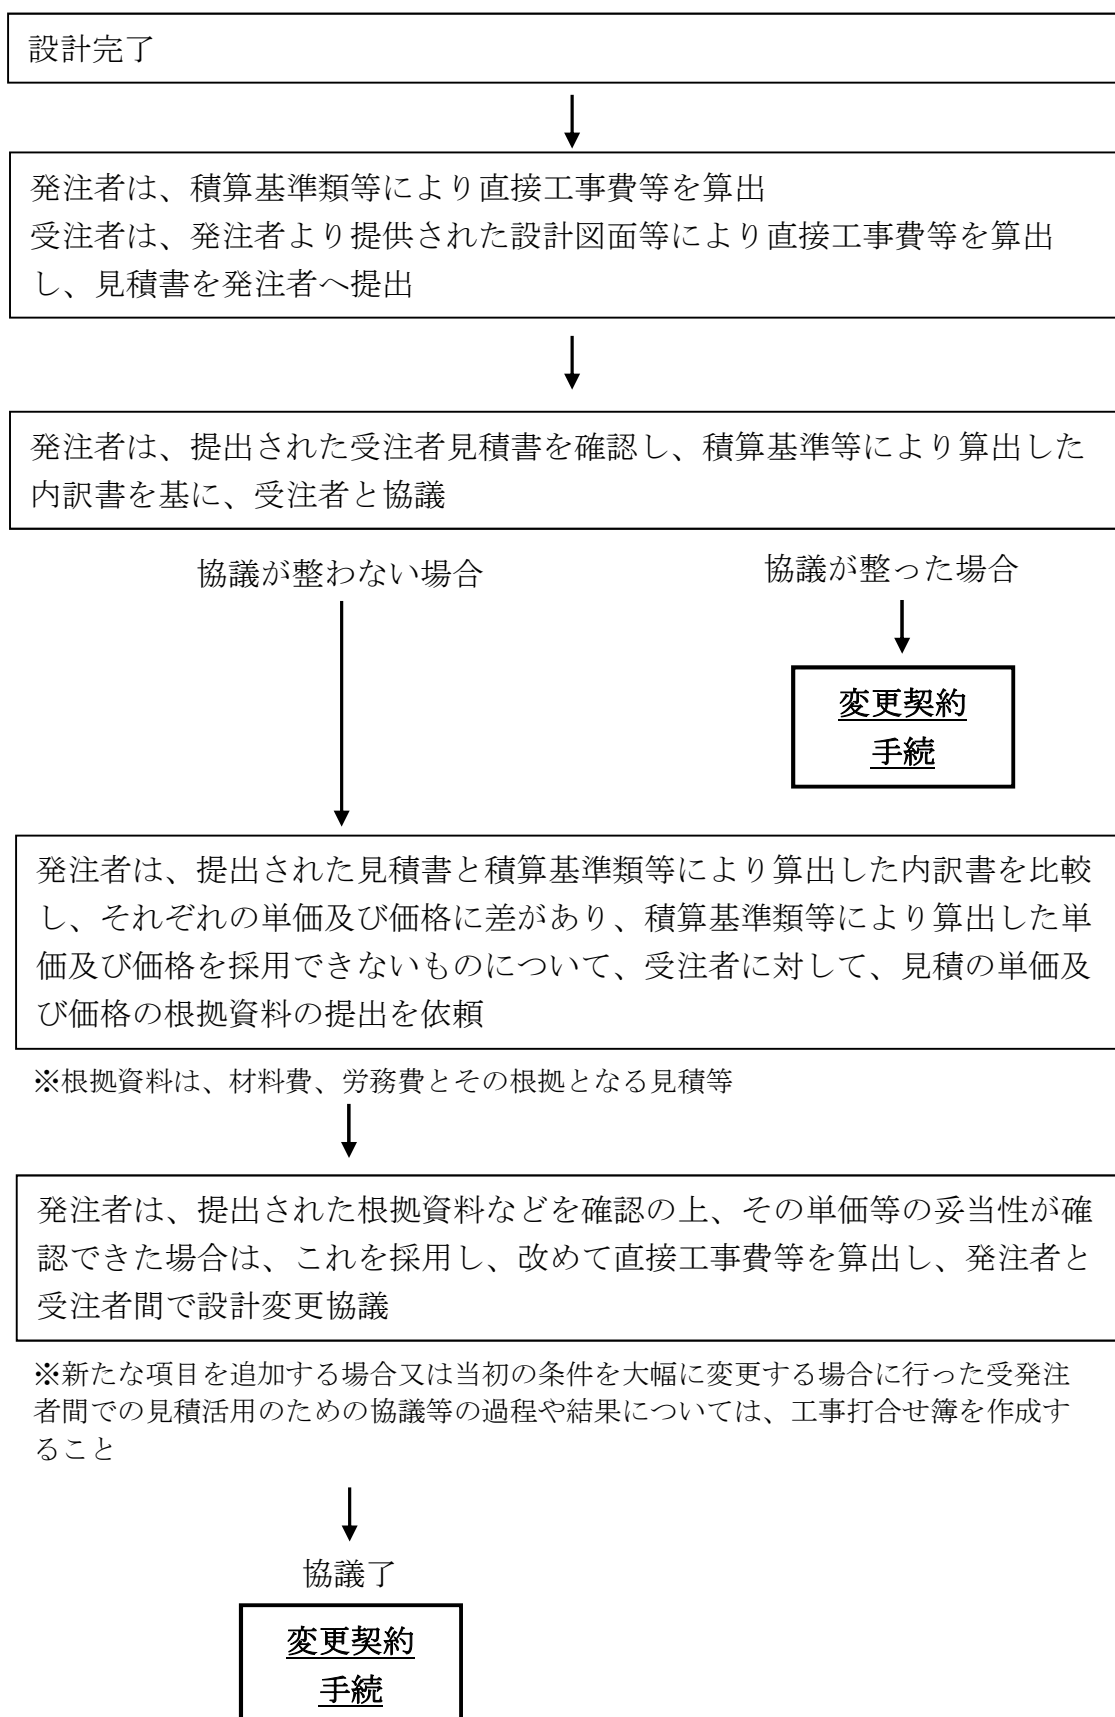 設計完了
発注者は、積算基準類等により直接工事費等を算出
受注者は、発注者より提供された設計図面等により直接工事費等を算出
し、見積書を発注者へ提出
発注者は、提出された受注者見積書を確認し、積算基準等により算出した
内訳書を基に、受注者と協議
協議が整わない場合
協議が整った場合
変更契約
手続
発注者は、提出された見積書と積算基準類等により算出した内訳書を比較
し、それぞれの単価及び価格に差があり、積算基準類等により算出した単
価及び価格を採用できないものについて、受注者に対して、見積の単価及
び価格の根拠資料の提出を依頼
※根拠資料は、材料費、労務費とその根拠となる見積等
発注者は、提出された根拠資料などを確認の上、その単価等の妥当性が確
認できた場合は、これを採用し、改めて直接工事費等を算出し、発注者と
受注者間で設計変更協議
※新たな項目を追加する場合又は当初の条件を大幅に変更する場合に行った受発注
者間での見積活用のための協議等の過程や結果については、工事打合せ簿を作成す
ること
協議了
変更契約
手続